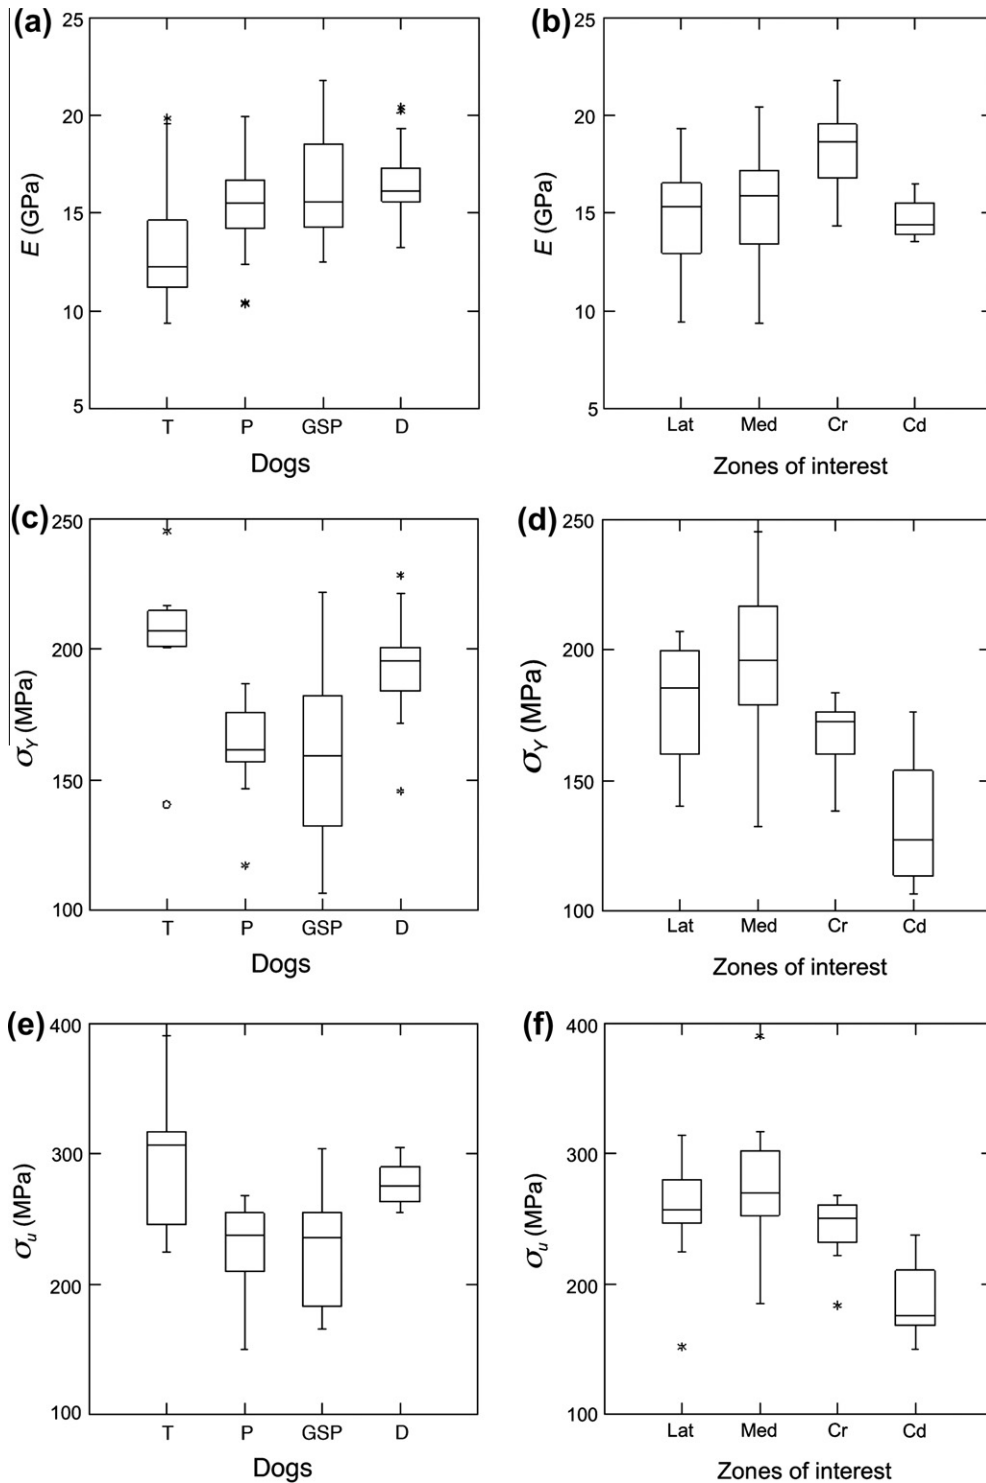 (a)
25
20
15
10
5
E (GPa)
T P GSP D
Dogs
(b)
25
20
15
10
5
E (GPa)
Lat Med Cr Cd
Zones of interest
(c)
250
200
150
100
σY (MPa)
T P GSP D
Dogs
(d)
250
200
150
100
σY (MPa)
Lat Med Cr Cd
Zones of interest
(e)
400
300
200
100
σu (MPa)
T P GSP D
Dogs
(f)
400
300
200
100
σu (MPa)
Lat Med Cr Cd
Zones of interest